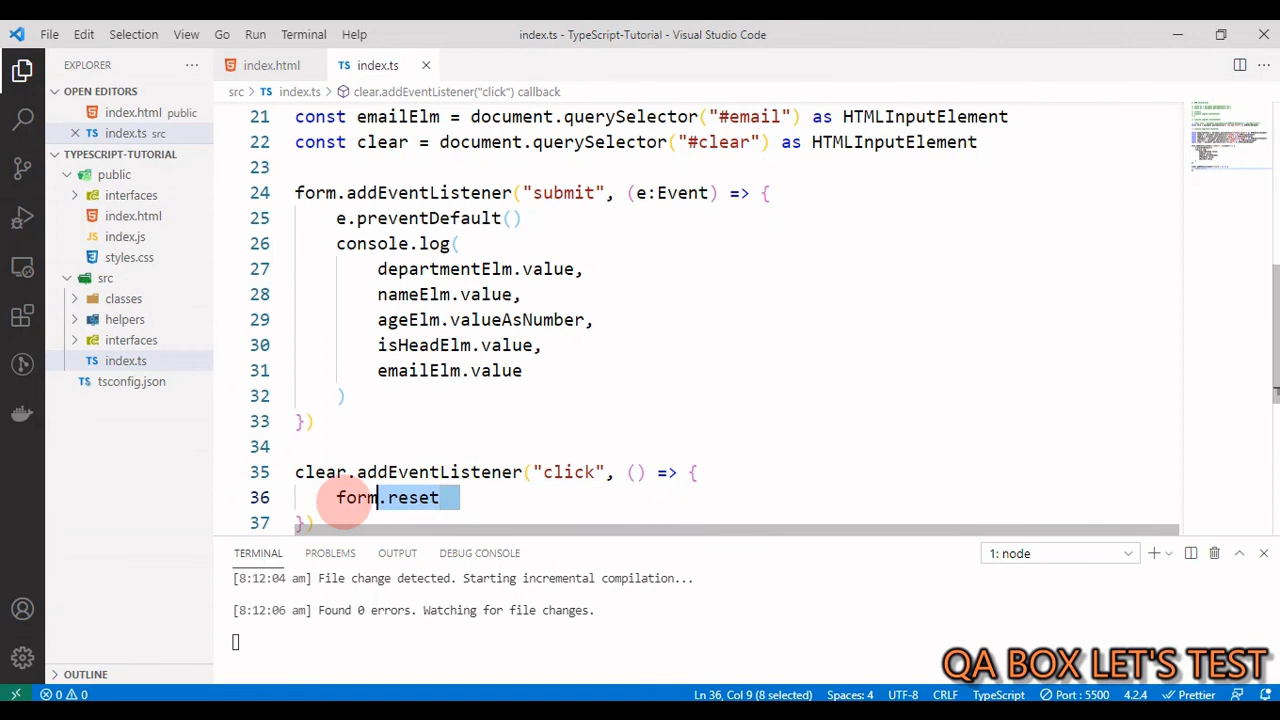 File Edit Selection View Go Run Terminal Help
index.ts - TypeScript-Tutorial - Visual Studio Code
EXPLORER
index.html
TS index.ts
OPEN EDITORS
src > TS index.ts > clear.addEventListener("click") callback
index.html public
TS index.ts src
TYPESCRIPT-TUTORIAL
public
interfaces
index.html
JS index.js
styles.css
src
classes
helpers
interfaces
TS index.ts
TS tsconfig.json
OUTLINE
21 const emailElm = document.querySelector("#email") as HTMLInputElement
22 const clear = document.querySelector("#clear") as HTMLInputElement
23
24 form.addEventListener("submit", (e:Event) => {
25 e.preventDefault()
26 console.log(
27 departmentElm.value,
28 nameElm.value,
29 ageElm.valueAsNumber,
30 isHeadElm.value,
31 emailElm.value
32 )
33 })
34
35 clear.addEventListener("click", () => {
36 form.reset
37 })
TERMINAL PROBLEMS OUTPUT DEBUG CONSOLE
1: node
[8:12:04 am] File change detected. Starting incremental compilation...
[8:12:06 am] Found 0 errors. Watching for file changes.
QA BOX LET'S TEST
0 0
Ln 36, Col 9 (8 selected) Spaces: 4 UTF-8 CRLF TypeScript Port : 5500 4.2.4 Prettier